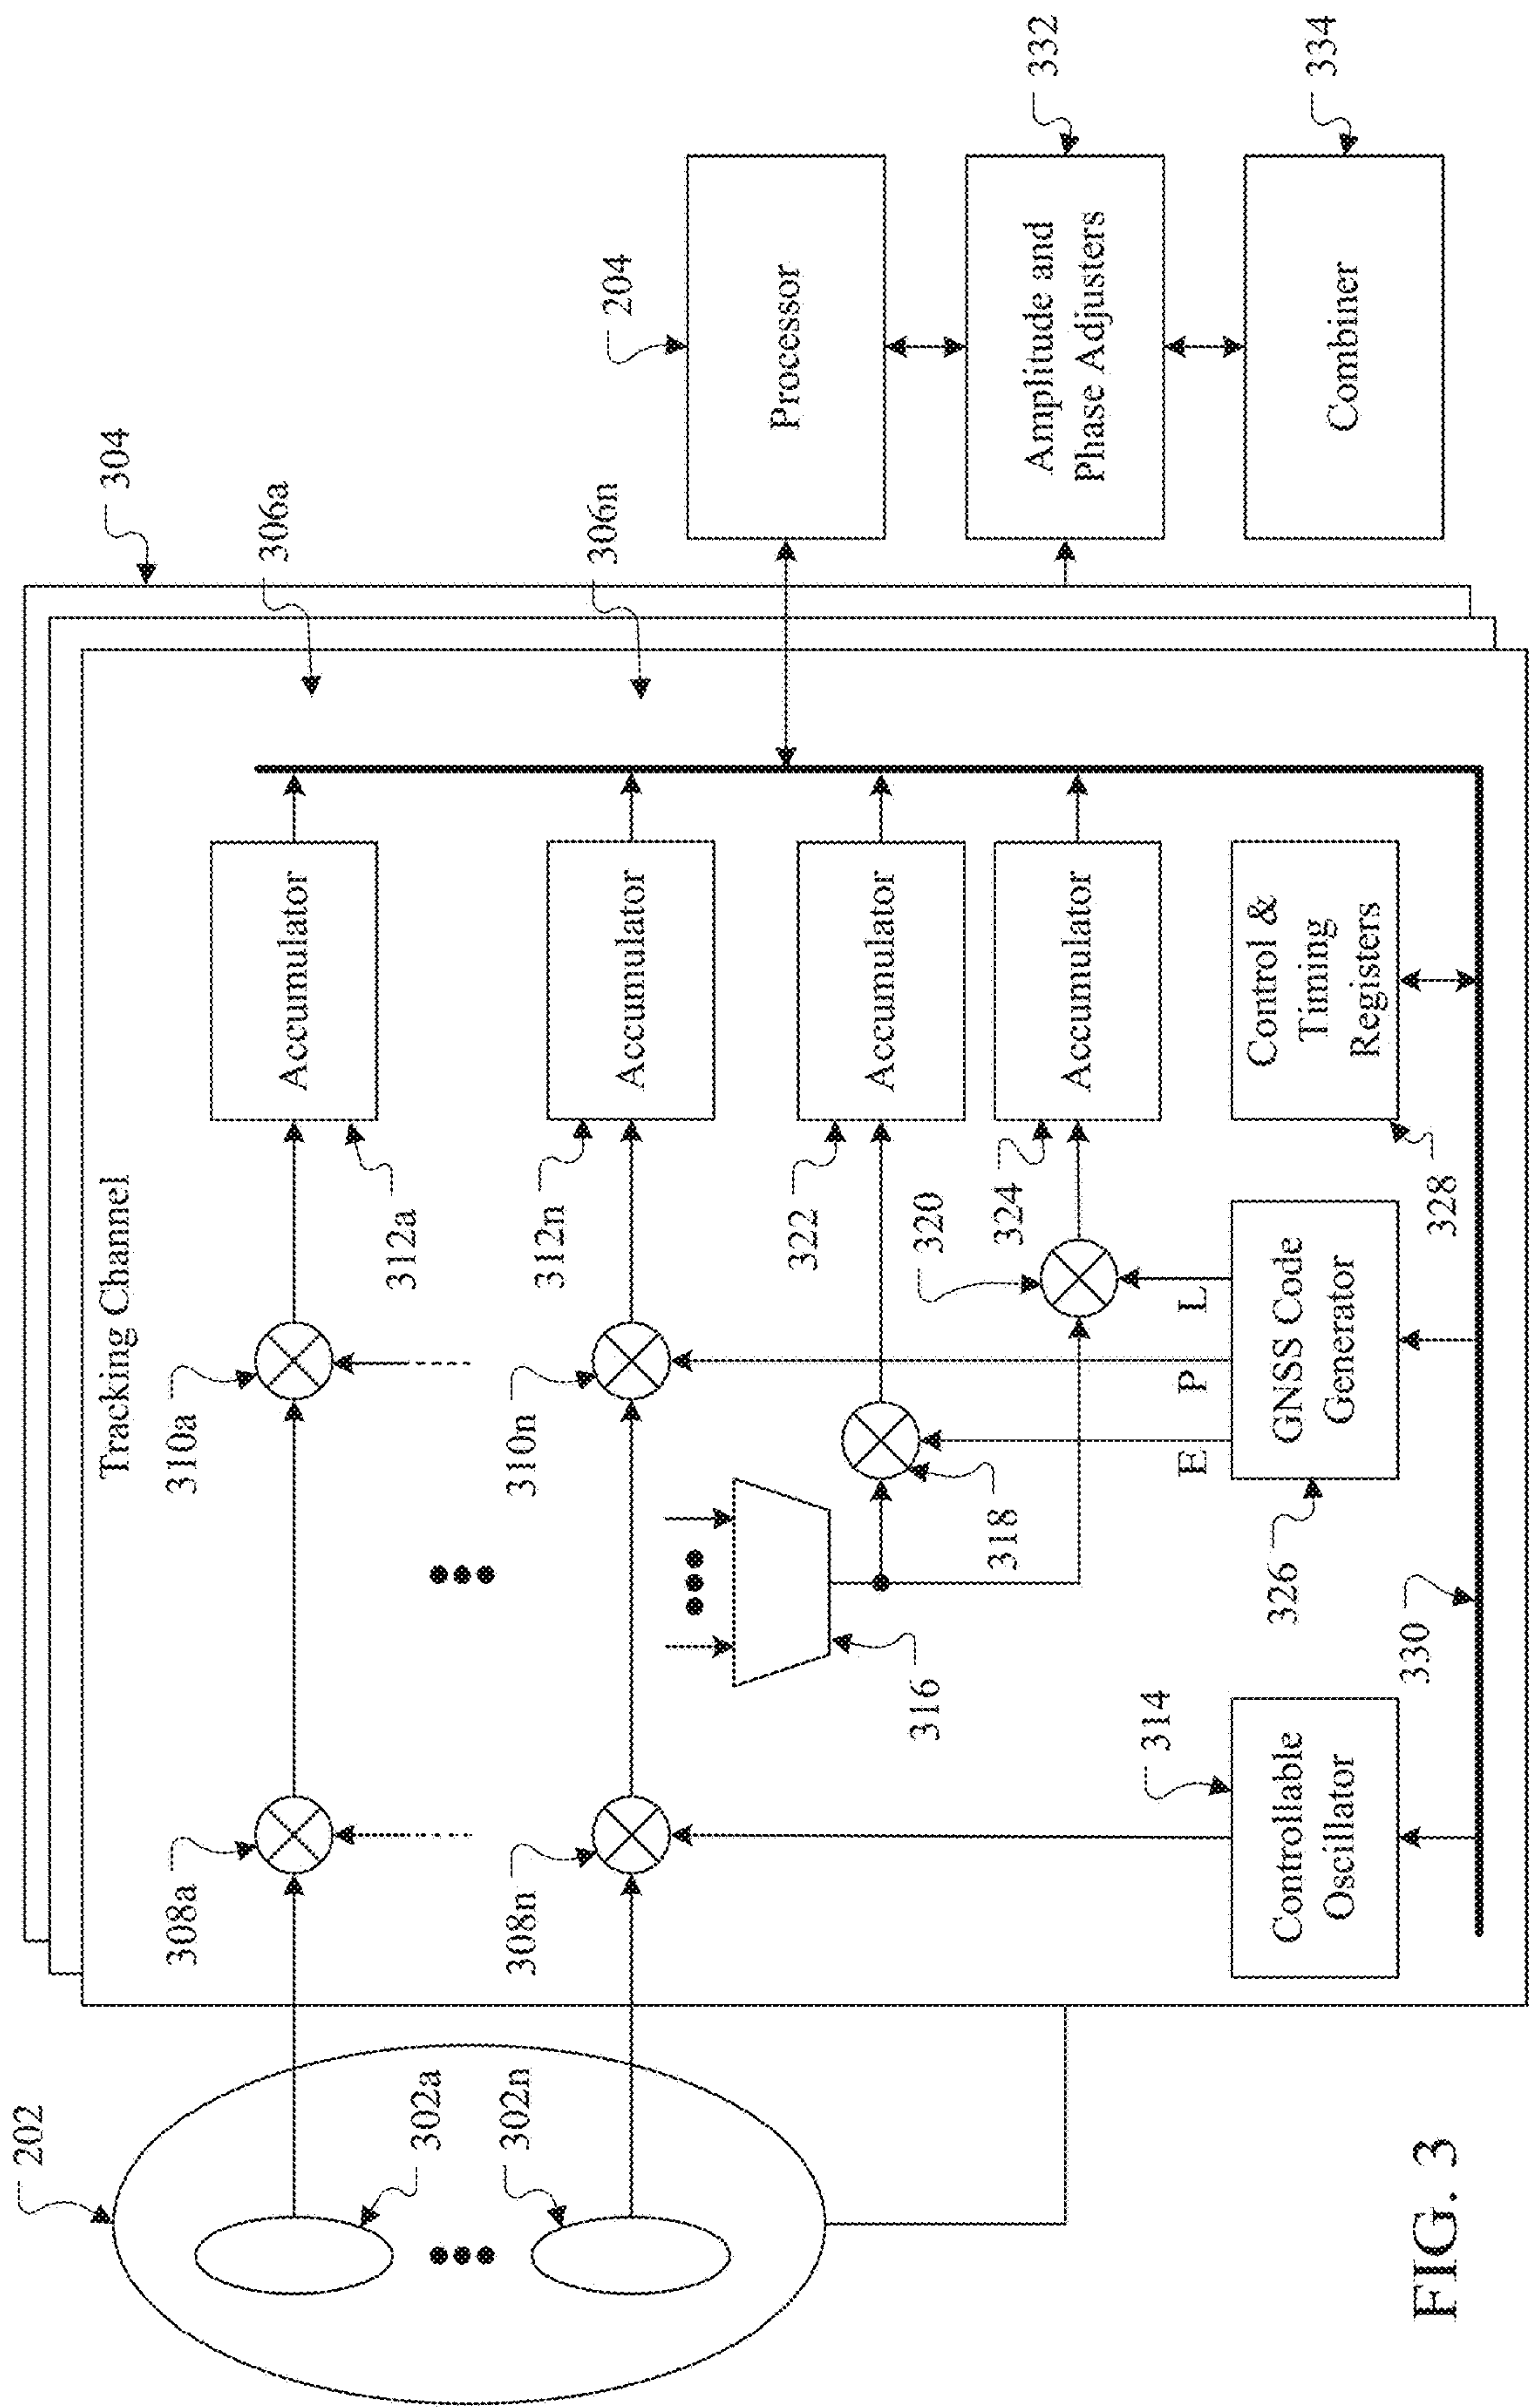 202
302a
302n
304
Tracking Channel
306a
306n
308a
310a
312a
Accumulator
308n
310n
312n
Accumulator
316
318
322
Accumulator
320
324
Accumulator
314
Controllable
Oscillator
E
P
L
326
GNSS Code
Generator
328
Control &
Timing
Registers
330
204
Processor
332
Amplitude and
Phase Adjusters
334
Combiner
FIG. 3